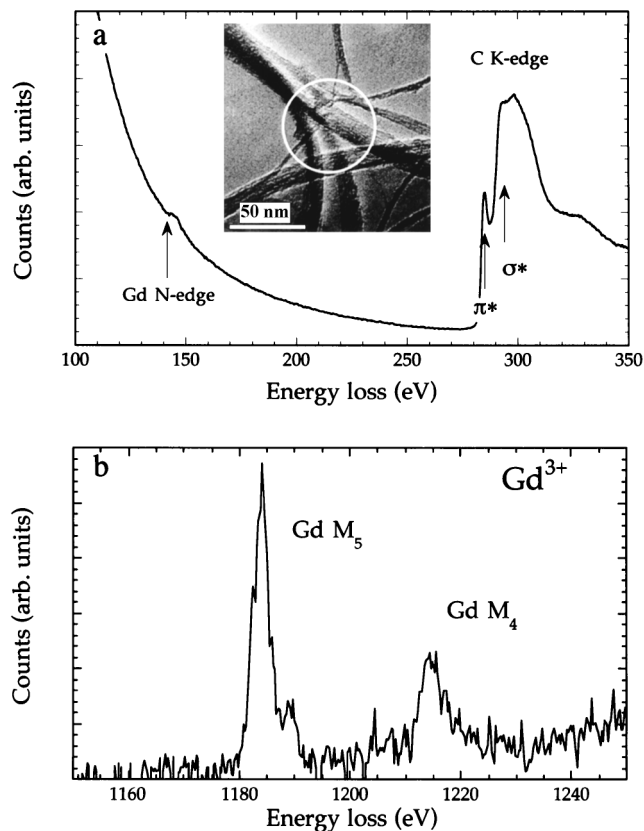 a
C K-edge
50 nm
Gd N-edge
π*
σ*
Counts (arb. units)
100 150 200 250 300 350
Energy loss (eV)
b
Gd³⁺
Gd M₅
Gd M₄
Counts (arb. units)
1160 1180 1200 1220 1240
Energy loss (eV)